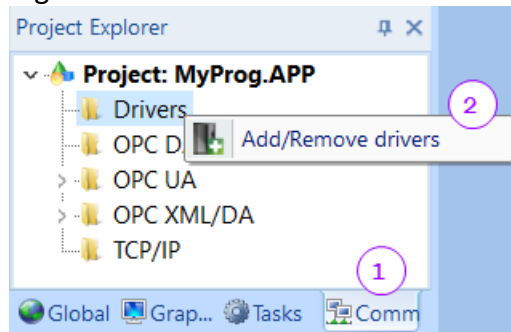 Project Explorer
Project: MyProg.APP
Drivers
2
Add/Remove drivers
OPC D
OPC UA
OPC XML/DA
TCP/IP
1
Global Grap... Tasks Comm